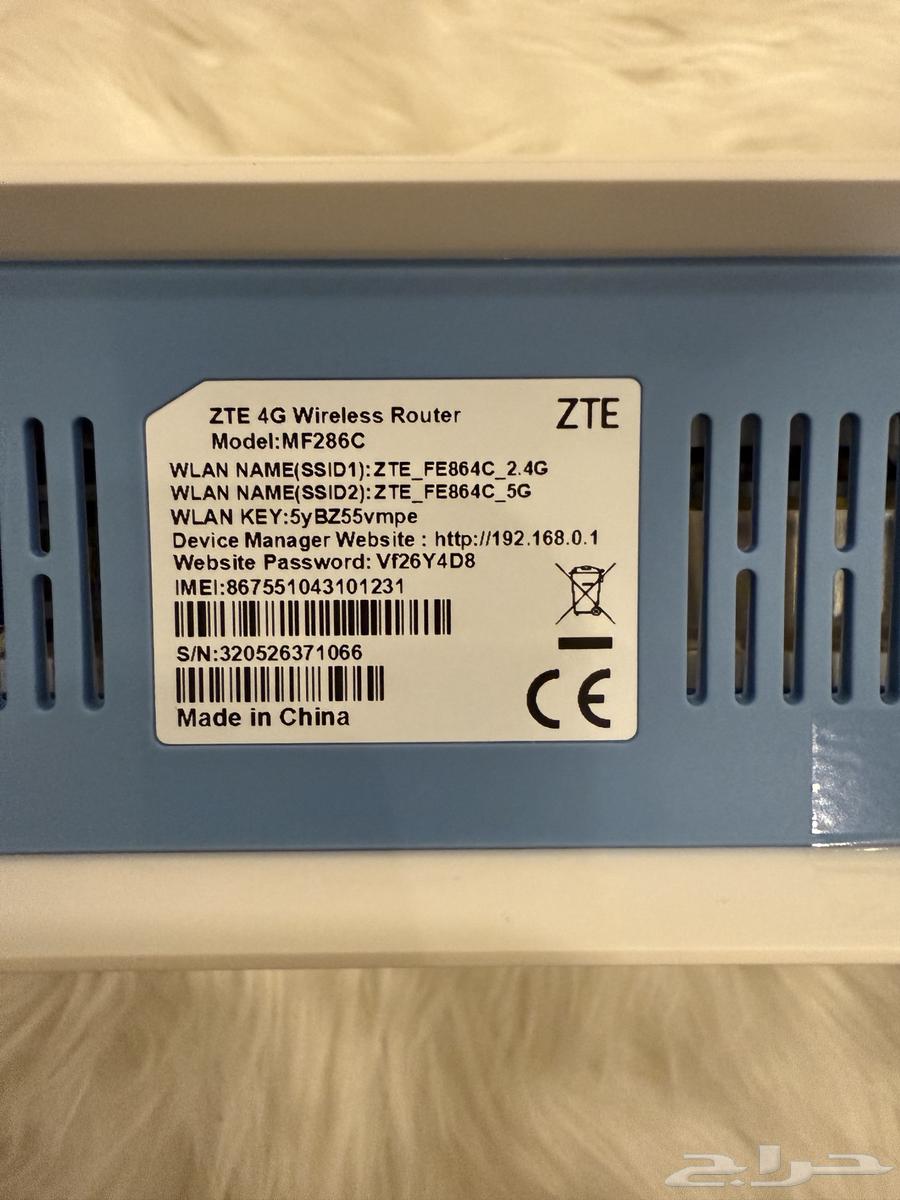 ZTE 4G Wireless Router
ZTE
Model:MF286C
WLAN NAME(SSID1):ZTE_FE864C_2.4G
WLAN NAME(SSID2):ZTE_FE864C_5G
WLAN KEY:5yBZ55vmpe
Device Manager Website : http://192.168.0.1
Website Password: Vf26Y4D8
IMEI:867551043101231
S/N:320526371066
Made in China
CE
حراج